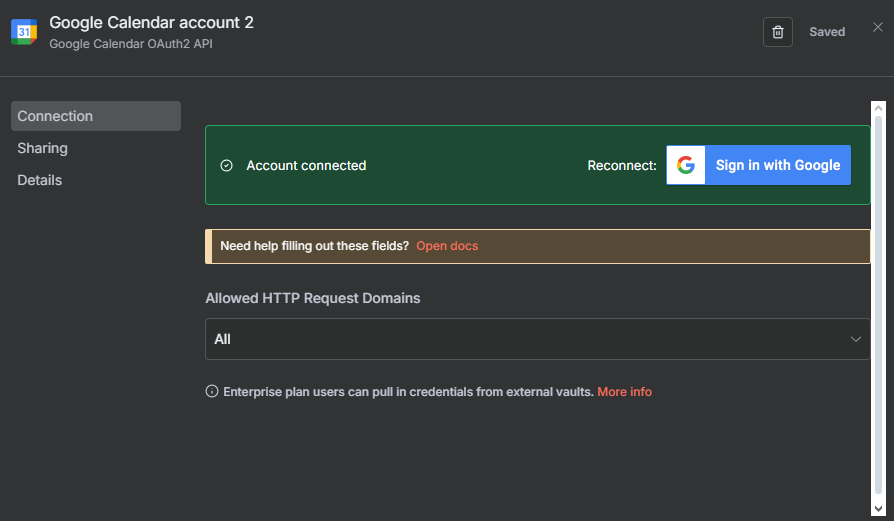 31
Google Calendar account 2
Google Calendar OAuth2 API
Saved
Connection
Sharing
Details
Account connected
Reconnect:
Sign in with Google
Need help filling out these fields? Open docs
Allowed HTTP Request Domains
All
Enterprise plan users can pull in credentials from external vaults. More info